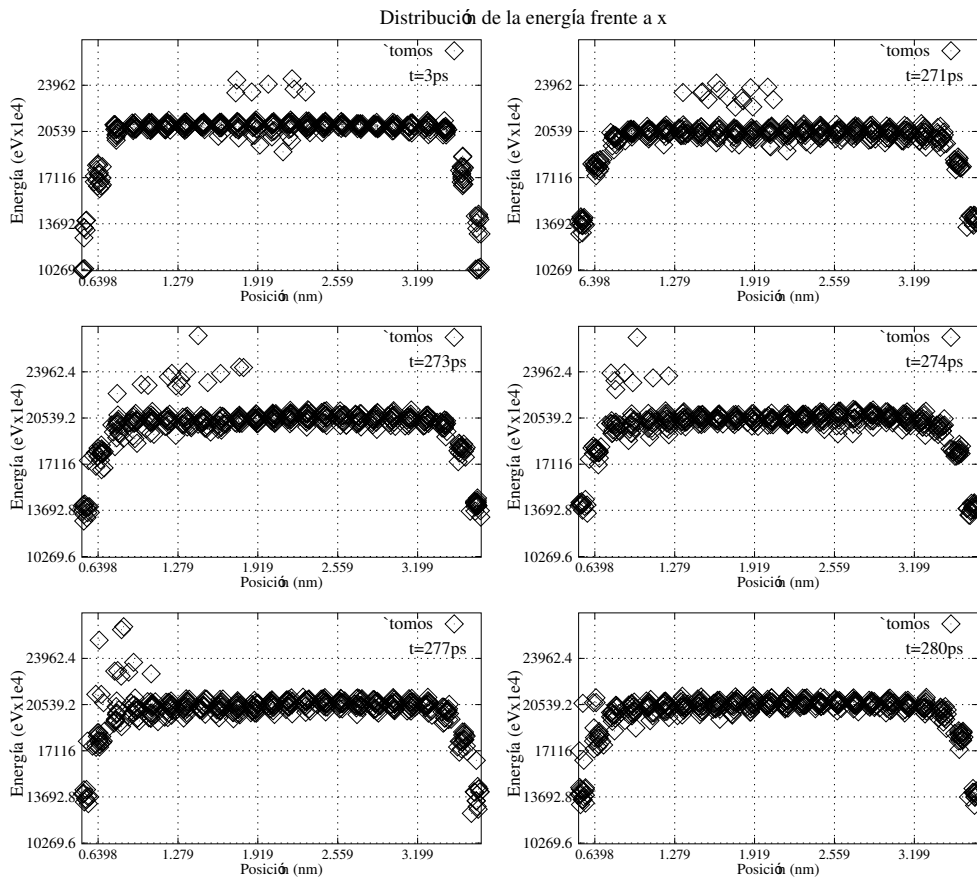 Distribución de la energía frente a x
`tomos
t=3ps
23962
20539
17116
13692
10269
Energía (eVx1e4)
0.6398 1.279 1.919 2.559 3.199
Posición (nm)
`tomos
t=271ps
23962
20539
17116
13692
10269
Energía (eVx1e4)
0.6398 1.279 1.919 2.559 3.199
Posición (nm)
`tomos
t=273ps
23962.4
20539.2
17116
13692.8
10269.6
Energía (eVx1e4)
0.6398 1.279 1.919 2.559 3.199
Posición (nm)
`tomos
t=274ps
23962.4
20539.2
17116
13692.8
10269.6
Energía (eVx1e4)
0.6398 1.279 1.919 2.559 3.199
Posición (nm)
`tomos
t=277ps
23962.4
20539.2
17116
13692.8
10269.6
Energía (eVx1e4)
0.6398 1.279 1.919 2.559 3.199
Posición (nm)
`tomos
t=280ps
23962.4
20539.2
17116
13692.8
10269.6
Energía (eVx1e4)
0.6398 1.279 1.919 2.559 3.199
Posición (nm)